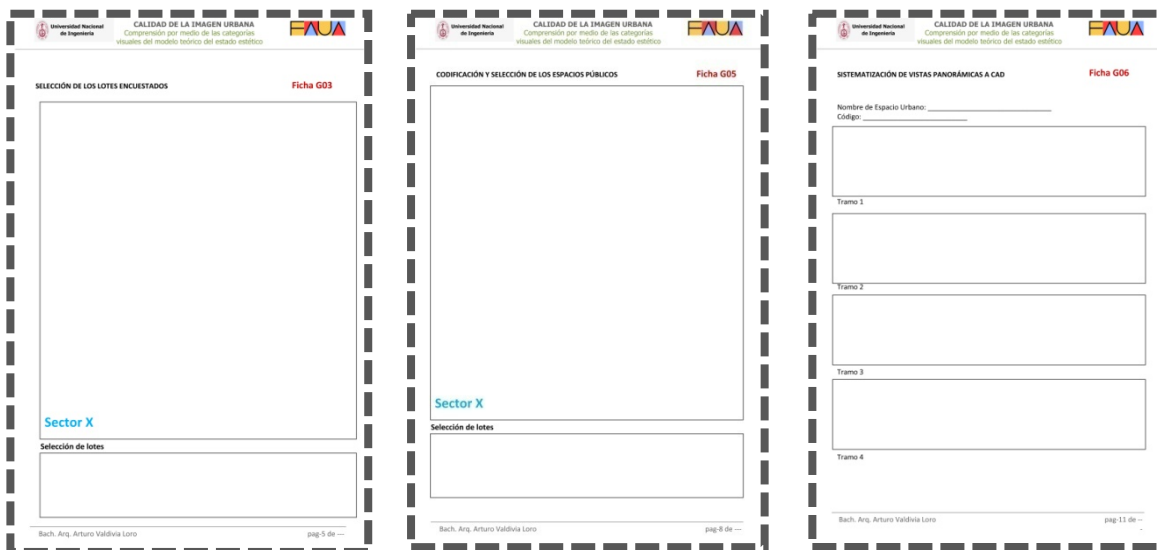 Universidad Nacional
de Ingeniería
CALIDAD DE LA IMAGEN URBANA
Comprensión por medio de las categorías
visuales del modelo teórico del estado estético
FAUA
SELECCIÓN DE LOS LOTES ENCUESTADOS
Ficha G03
Sector X
Selección de lotes
Bach. Arq. Arturo Valdivia Loro
pag-5 de ---
Universidad Nacional
de Ingeniería
CALIDAD DE LA IMAGEN URBANA
Comprensión por medio de las categorías
visuales del modelo teórico del estado estético
FAUA
CODIFICACIÓN Y SELECCIÓN DE LOS ESPACIOS PÚBLICOS
Ficha G05
Sector X
Selección de lotes
Bach. Arq. Arturo Valdivia Loro
pag-8 de ---
Universidad Nacional
de Ingeniería
CALIDAD DE LA IMAGEN URBANA
Comprensión por medio de las categorías
visuales del modelo teórico del estado estético
FAUA
SISTEMATIZACIÓN DE VISTAS PANORÁMICAS A CAD
Ficha G06
Nombre de Espacio Urbano: ______________________________
Código: _________________________
Tramo 1
Tramo 2
Tramo 3
Tramo 4
Bach. Arq. Arturo Valdivia Loro
pag-11 de --
-